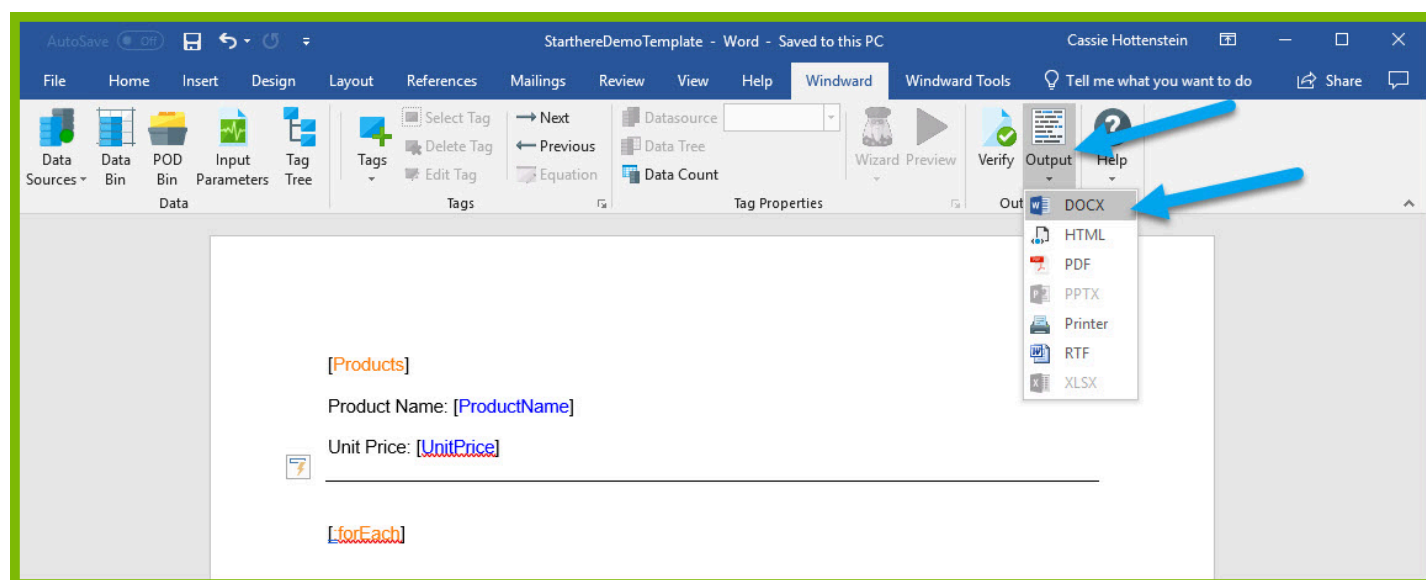 AutoSave Off StarthereDemoTemplate - Word - Saved to this PC Cassie Hottenstein
File Home Insert Design Layout References Mailings Review View Help Windward Windward Tools Tell me what you want to do Share
Data Sources
Data Bin
POD Bin
Input Parameters
Tag Tree
Data
Tags
Select Tag
Delete Tag
Edit Tag
Next
Previous
Equation
Tags
Datasource
Data Tree
Data Count
Wizard
Preview
Tag Properties
Verify
Output
Help
Out
DOCX
HTML
PDF
PPTX
Printer
RTF
XLSX
[Products]
Product Name: [ProductName]
Unit Price: [UnitPrice]
[:forEach]